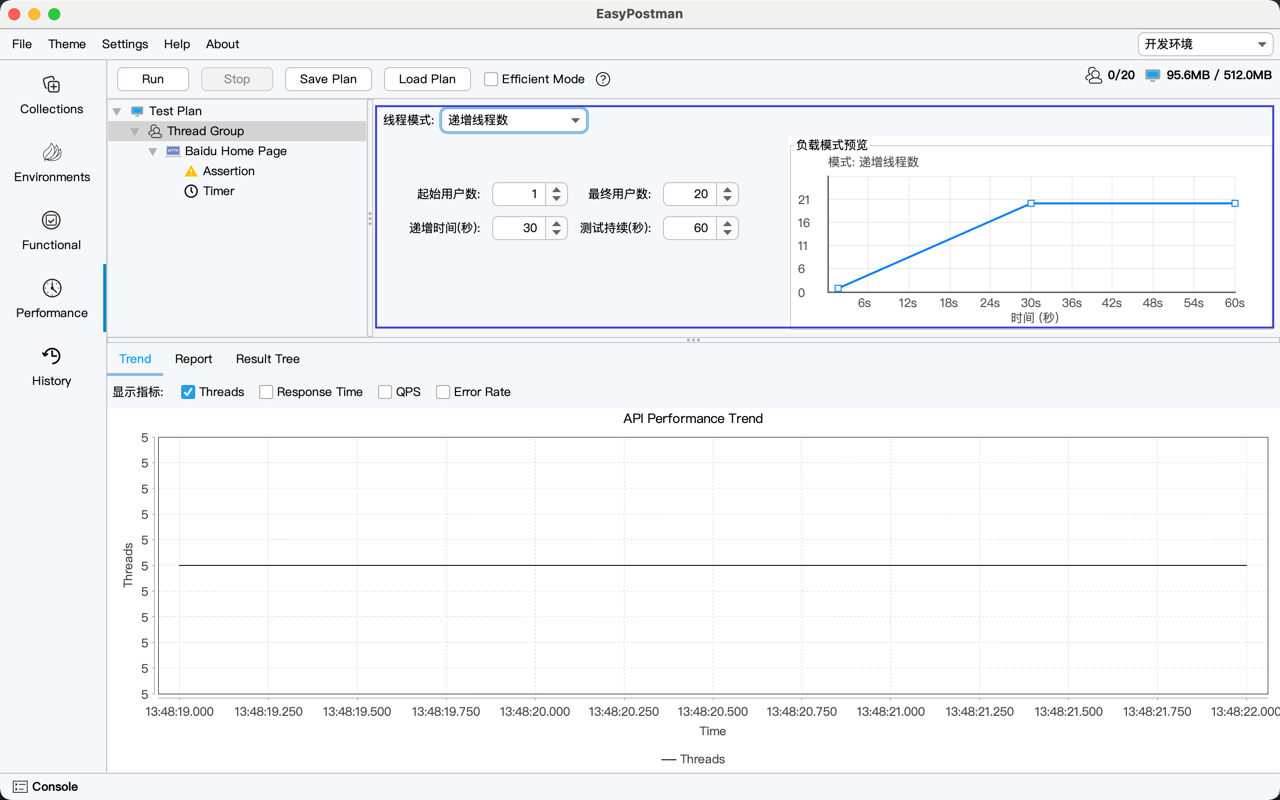 EasyPostman
File Theme Settings Help About
开发环境
Run Stop Save Plan Load Plan Efficient Mode ?
0/20 95.6MB / 512.0MB
Collections
Environments
Functional
Performance
History
Test Plan
Thread Group
HTTP Baidu Home Page
Assertion
Timer
线程模式: 递增线程数
起始用户数: 1 最终用户数: 20
递增时间(秒): 30 测试持续(秒): 60
负载模式预览
模式: 递增线程数
21
16
11
6
0
6s 12s 18s 24s 30s 36s 42s 48s 54s 60s
时间 (秒)
Trend Report Result Tree
显示指标: Threads Response Time QPS Error Rate
API Performance Trend
5
5
5
5
5
5
5
5
5
5
5
Threads
13:48:19.000 13:48:19.250 13:48:19.500 13:48:19.750 13:48:20.000 13:48:20.250 13:48:20.500 13:48:20.750 13:48:21.000 13:48:21.250 13:48:21.500 13:48:21.750 13:48:22.000
Time
Threads
Console